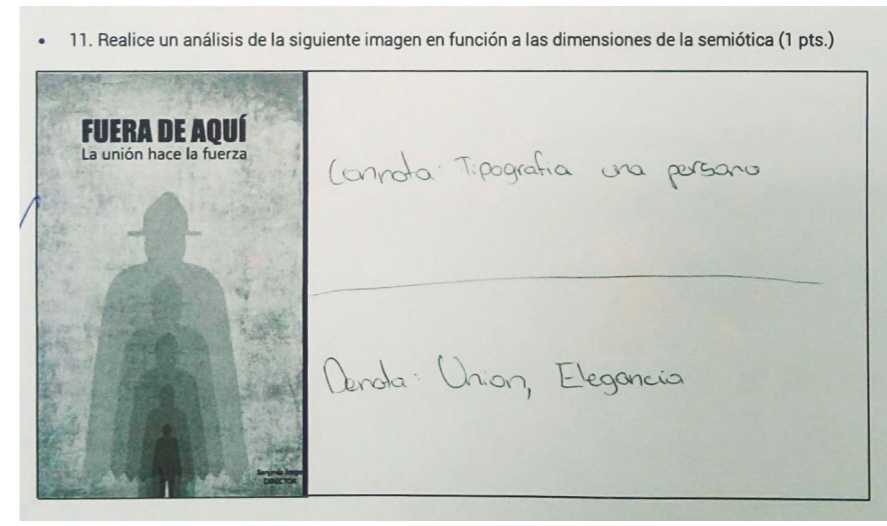 • 11. Realice un análisis de la siguiente imagen en función a las dimensiones de la semiótica (1 pts.)
FUERA DE AQUÍ
La unión hace la fuerza
DIRECTOR
Connota: Tipografia una persona
Denota: Union, Elegancia